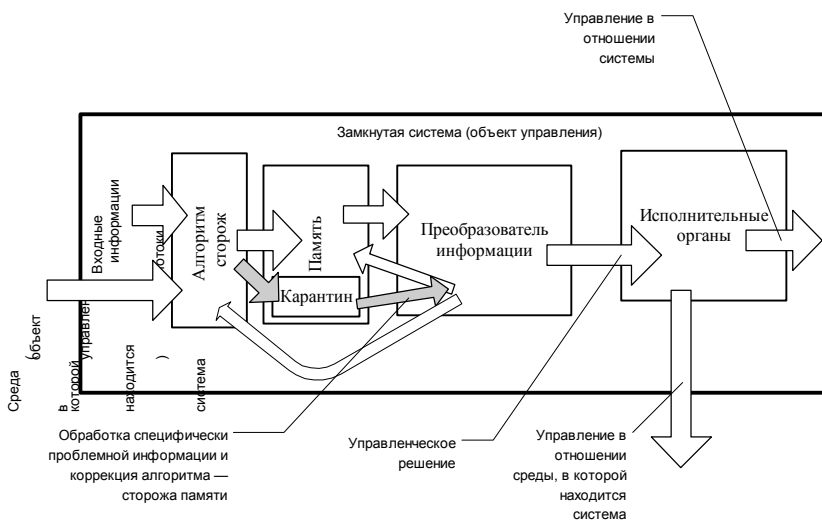 Управление в
отношении
системы
Замкнутая система (объект управления)
Входные
информации
Алгоритм
сторож
Память
Карантин
Преобразователь
информации
Исполнительные
органы
Среда
(объект
в
которой
находится
)
система
Обработка специфически
проблемной информации и
коррекция алгоритма —
сторожа памяти
Управленческое
решение
Управление в
отношении
среды, в которой
находится
система